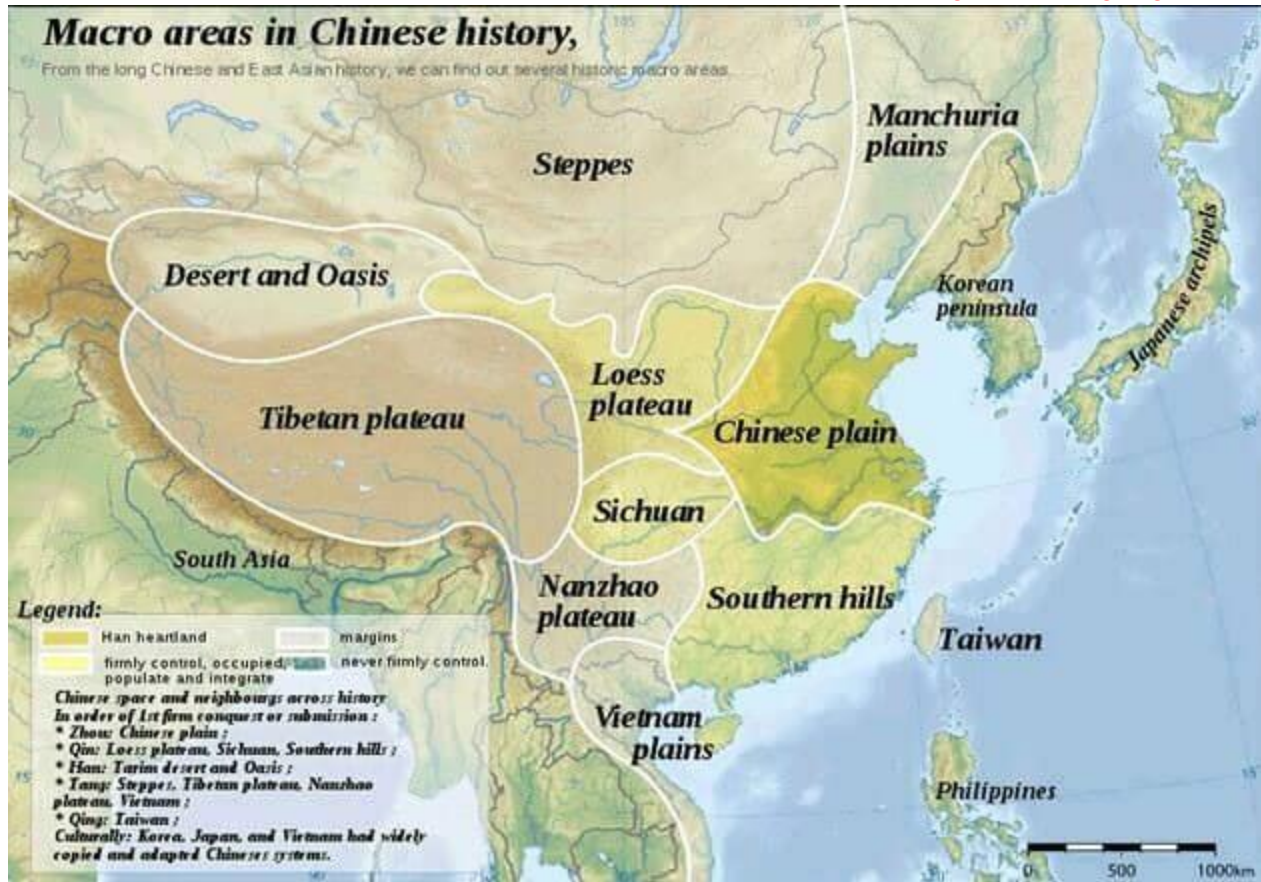 Macro areas in Chinese history,
From the long Chinese and East Asian history, we can find out several historic macro areas
Manchuria
plains
Steppes
Japanese archipels
Desert and Oasis
Korean
peninsula
Loess
plateau
Tibetan plateau
Chinese plain
Sichuan
South Asia
Nanzhao
plateau
Southern hills
Taiwan
Vietnam
plains
Philippines
Legend:
Han heartland
margins
firmly control, occupied,
populate and integrate
never firmly control.
Chinese space and neighbourgs across history
In order of 1st firm conquest or submission :
* Zhou: Chinese plain ;
* Qin: Loess plateau, Sichuan, Southern hills ;
* Han: Tarim desert and Oasis ;
* Tang: Steppes, Tibetan plateau, Nanzhao
plateau, Vietnam ;
* Qing: Taiwan ;
Culturally: Korea, Japan, and Vietnam had widely
copied and adapted Chineses systems.
0 500 1000km